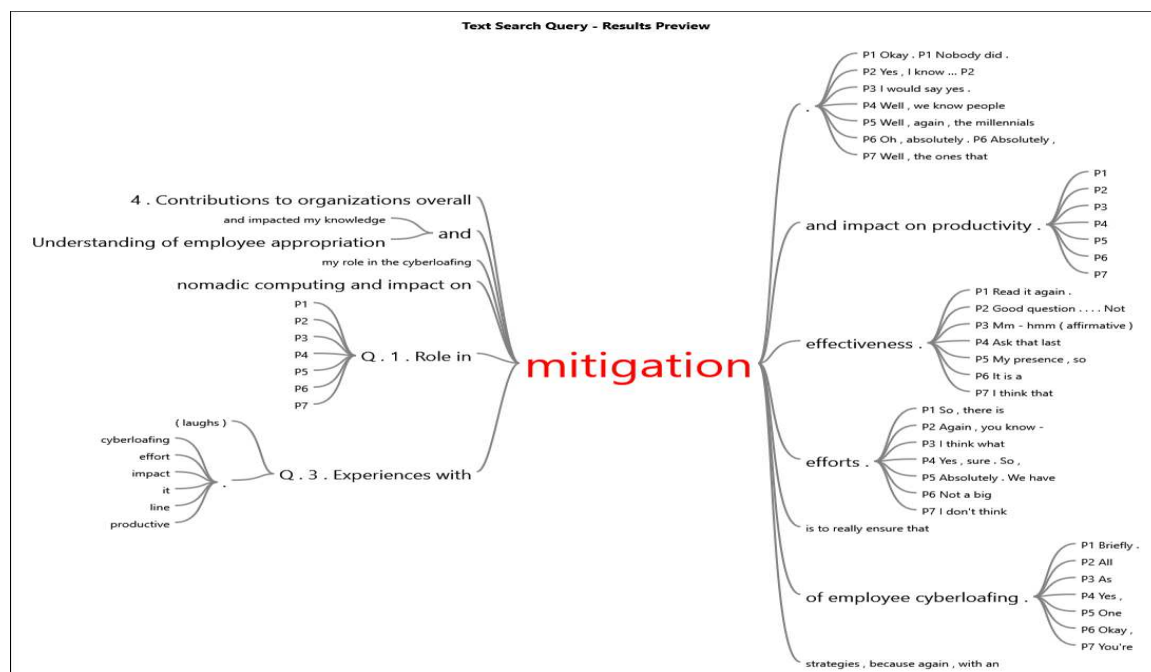 Text Search Query - Results Preview
4 . Contributions to organizations overall
and impacted my knowledge
Understanding of employee appropriation
and
my role in the cyberloafing
nomadic computing and impact on
P1
P2
P3
P4
P5
P6
P7
Q . 1 . Role in
( laughs )
cyberloafing
effort
impact
it
line
productive
.
Q . 3 . Experiences with
mitigation
.
P1 Okay . P1 Nobody did .
P2 Yes , I know ... P2
P3 I would say yes .
P4 Well , we know people
P5 Well , again , the millennials
P6 Oh , absolutely . P6 Absolutely ,
P7 Well , the ones that
and impact on productivity .
P1
P2
P3
P4
P5
P6
P7
effectiveness .
P1 Read it again .
P2 Good question . . . . Not
P3 Mm - hmm ( affirmative )
P4 Ask that last
P5 My presence , so
P6 It is a
P7 I think that
efforts .
P1 So , there is
P2 Again , you know -
P3 I think what
P4 Yes , sure . So ,
P5 Absolutely . We have
P6 Not a big
P7 I don't think
is to really ensure that
of employee cyberloafing .
P1 Briefly .
P2 All
P3 As
P4 Yes ,
P5 One
P6 Okay ,
P7 You're
strategies , because again , with an